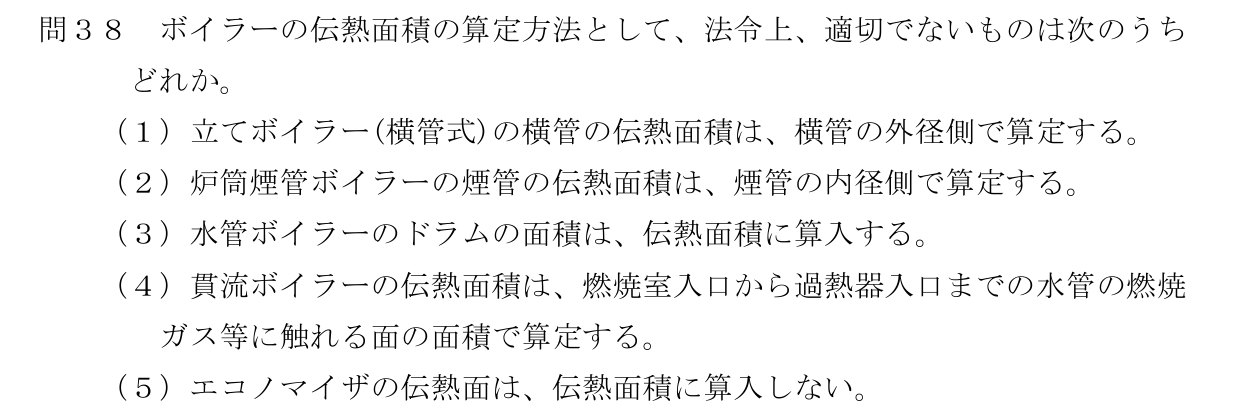 問３８　ボイラーの伝熱面積の算定方法として、法令上、適切でないものは次のうち
どれか。
（１）立てボイラー(横管式)の横管の伝熱面積は、横管の外径側で算定する。
（２）炉筒煙管ボイラーの煙管の伝熱面積は、煙管の内径側で算定する。
（３）水管ボイラーのドラムの面積は、伝熱面積に算入する。
（４）貫流ボイラーの伝熱面積は、燃焼室入口から過熱器入口までの水管の燃焼
ガス等に触れる面の面積で算定する。
（５）エコノマイザの伝熱面は、伝熱面積に算入しない。